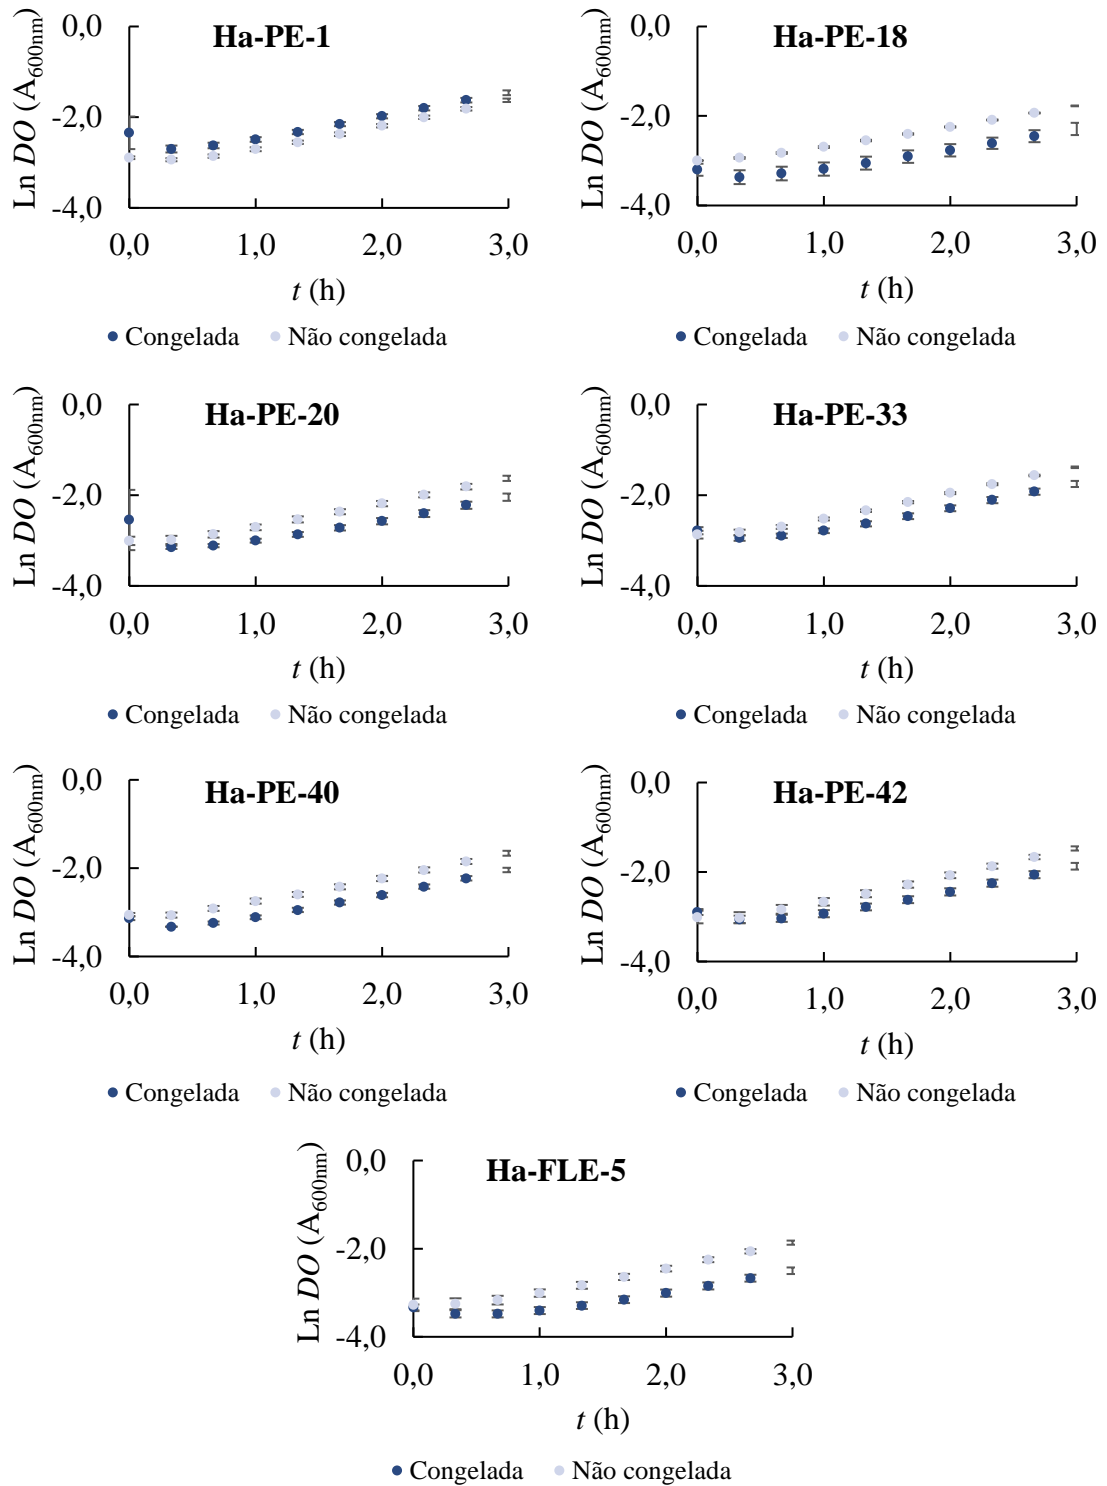 Ha-PE-1
Ln DO (A600nm)
0,0
-2,0
-4,0
0,0 1,0 2,0 3,0
t (h)
Congelada Não congelada
Ha-PE-18
Ln DO (A600nm)
0,0
-2,0
-4,0
0,0 1,0 2,0 3,0
t (h)
Congelada Não congelada
Ha-PE-20
Ln DO (A600nm)
0,0
-2,0
-4,0
0,0 1,0 2,0 3,0
t (h)
Congelada Não congelada
Ha-PE-33
Ln DO (A600nm)
0,0
-2,0
-4,0
0,0 1,0 2,0 3,0
t (h)
Congelada Não congelada
Ha-PE-40
Ln DO (A600nm)
0,0
-2,0
-4,0
0,0 1,0 2,0 3,0
t (h)
Congelada Não congelada
Ha-PE-42
Ln DO (A600nm)
0,0
-2,0
-4,0
0,0 1,0 2,0 3,0
t (h)
Congelada Não congelada
Ha-FLE-5
Ln DO (A600nm)
0,0
-2,0
-4,0
0,0 1,0 2,0 3,0
t (h)
Congelada Não congelada